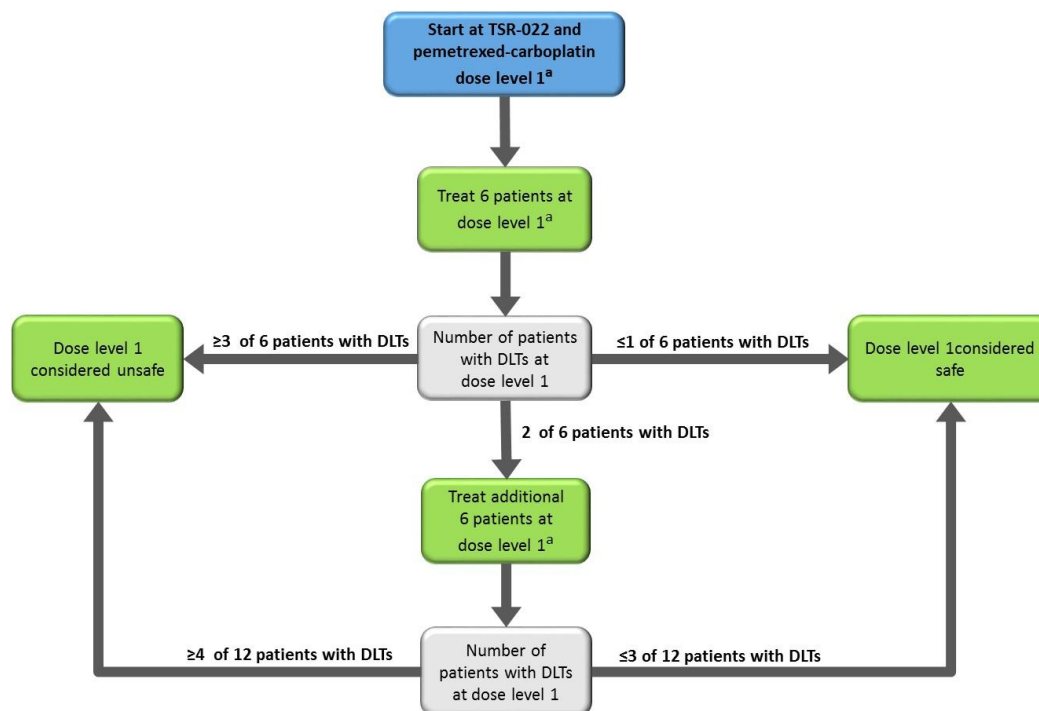 Start at TSR-022 and
pemetrexed-carboplatin
dose level 1ª
Treat 6 patients at
dose level 1ª
Dose level 1
considered unsafe
≥3 of 6 patients with DLTs
Number of patients
with DLTs at
dose level 1
≤1 of 6 patients with DLTs
Dose level 1considered
safe
2 of 6 patients with DLTs
Treat additional
6 patients at
dose level 1ª
≥4 of 12 patients with DLTs
Number of
patients with DLTs
at dose level 1
≤3 of 12 patients with DLTs